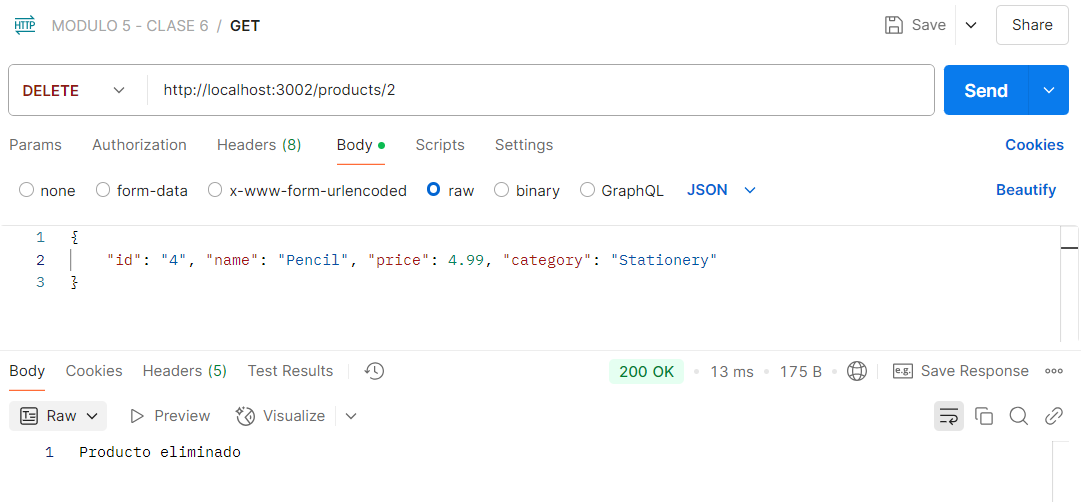 HTTP MODULO 5 - CLASE 6 / GET Save Share
DELETE http://localhost:3002/products/2 Send
Params Authorization Headers (8) Body Scripts Settings Cookies
none form-data x-www-form-urlencoded raw binary GraphQL JSON Beautify
1 {
2 "id": "4", "name": "Pencil", "price": 4.99, "category": "Stationery"
3 }
Body Cookies Headers (5) Test Results 200 OK • 13 ms • 175 B e.g. Save Response
Raw Preview Visualize
1 Producto eliminado